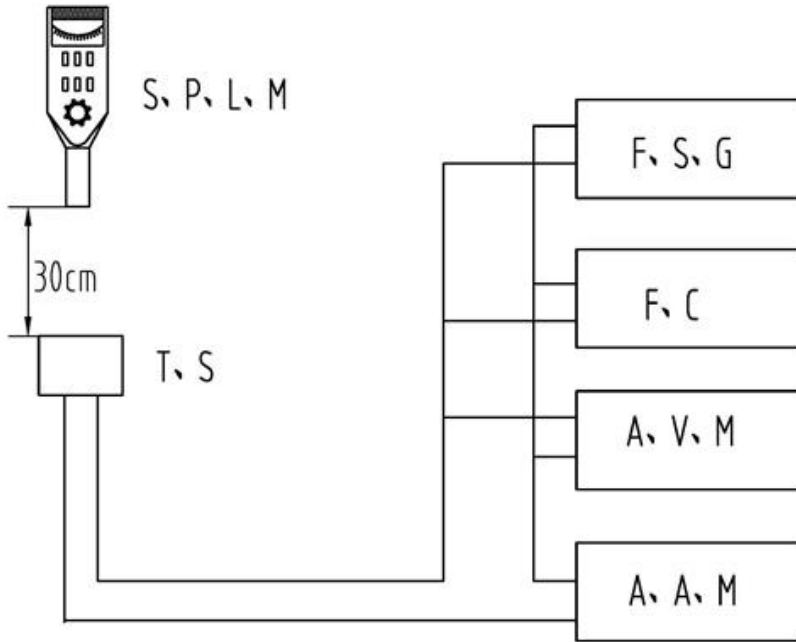 S、P、L、M
F、S、G
30cm
F、C
T、S
A、V、M
A、A、M